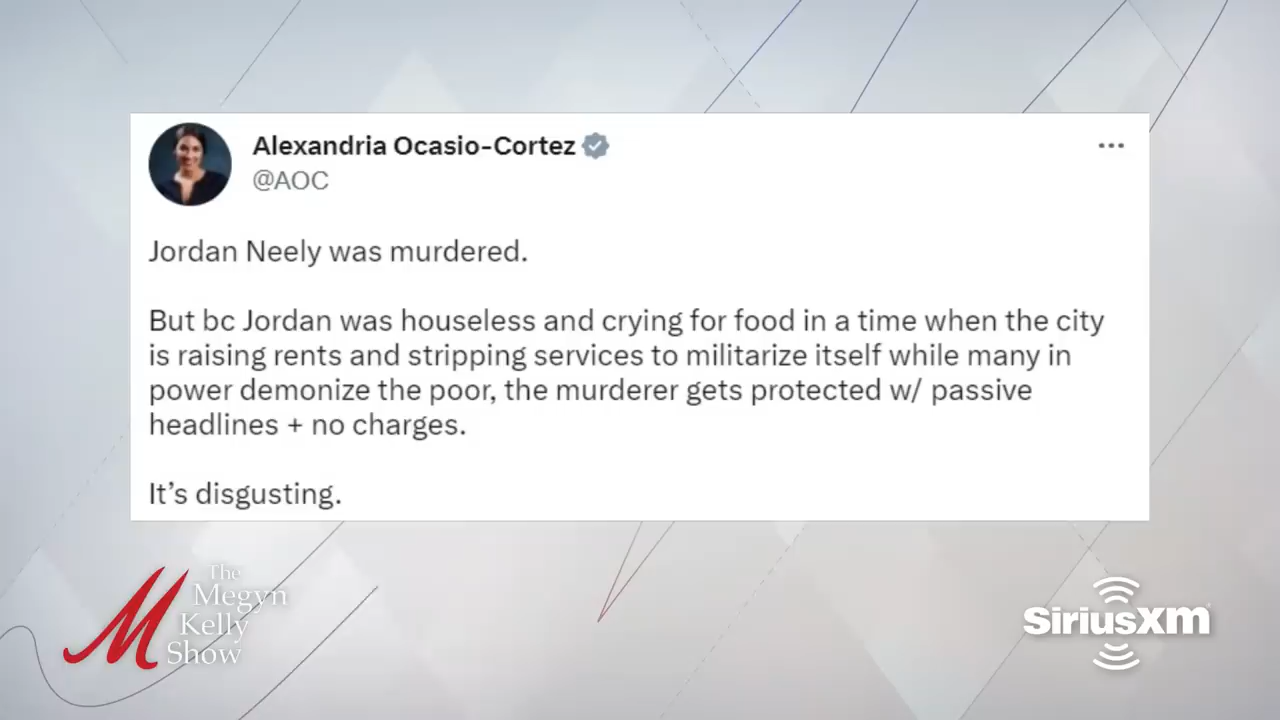 Alexandria Ocasio-Cortez
@AOC
Jordan Neely was murdered.
But bc Jordan was houseless and crying for food in a time when the city
is raising rents and stripping services to militarize itself while many in
power demonize the poor, the murderer gets protected w/ passive
headlines + no charges.
It’s disgusting.
The
Megyn
Kelly
Show
SiriusXM